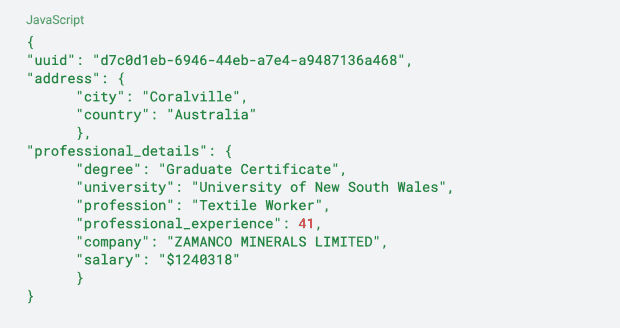 JavaScript
{
"uuid": "d7c0d1eb-6946-44eb-a7e4-a9487136a468",
"address": {
"city": "Coralville",
"country": "Australia"
},
"professional_details": {
"degree": "Graduate Certificate",
"university": "University of New South Wales",
"profession": "Textile Worker",
"professional_experience": 41,
"company": "ZAMANCO MINERALS LIMITED",
"salary": "$1240318"
}
}